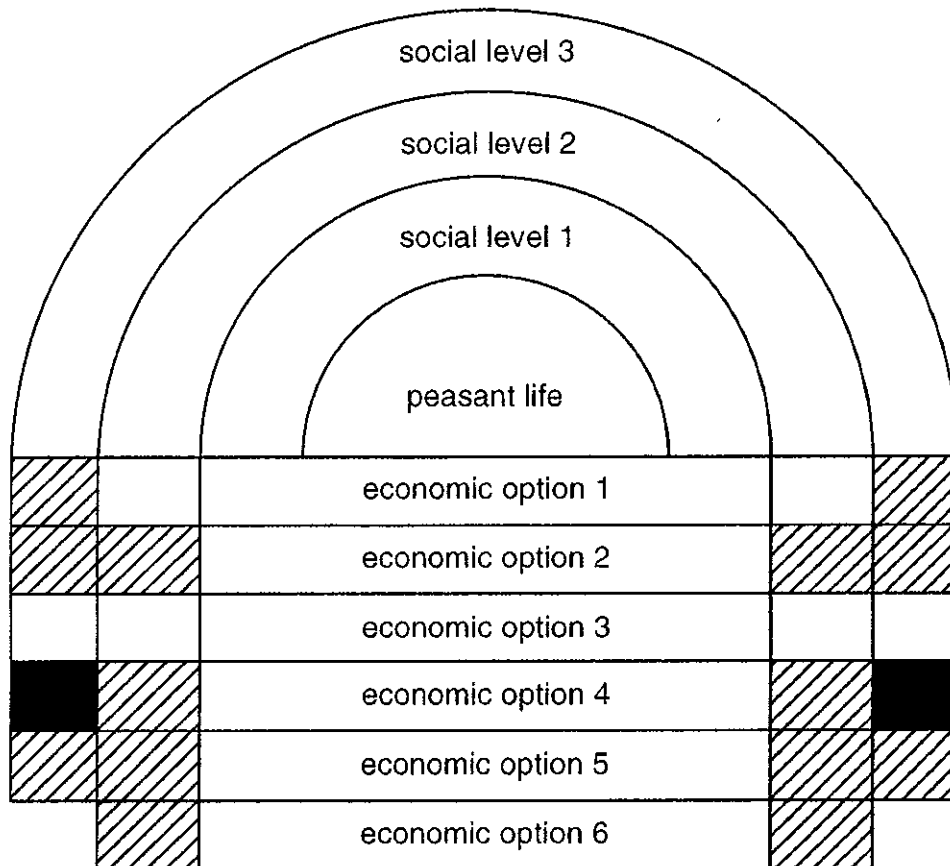 social level 3
social level 2
social level 1
peasant life
economic option 1
economic option 2
economic option 3
economic option 4
economic option 5
economic option 6